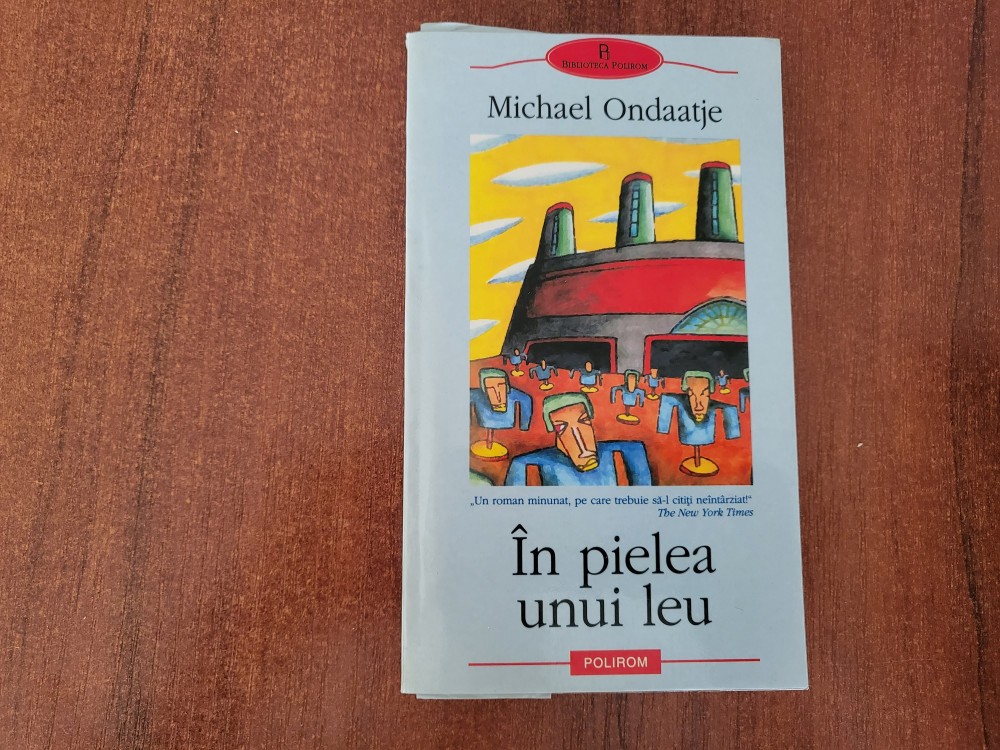 BIBLIOTECA POLIROM
Michael Ondaatje
„Un roman minunat, pe care trebuie să-l citiţi neîntârziat!“
The New York Times
În pielea
unui leu
POLIROM